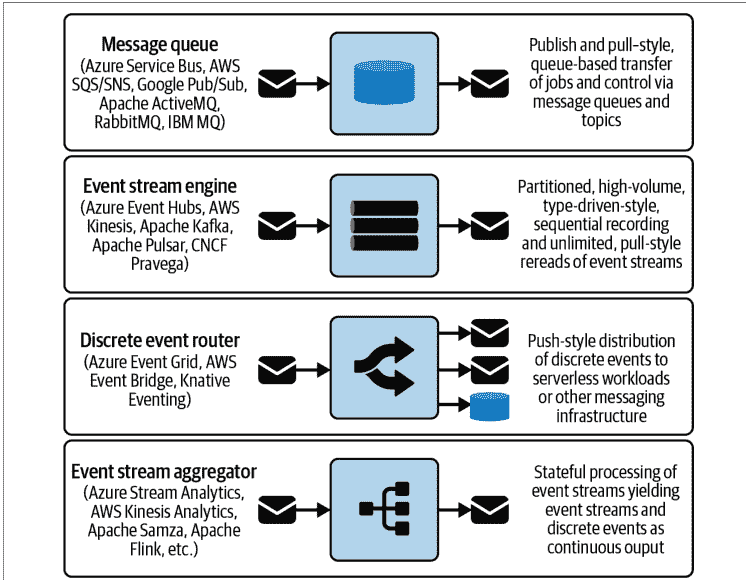 Message queue
(Azure Service Bus, AWS
SQS/SNS, Google Pub/Sub,
Apache ActiveMQ,
RabbitMQ, IBM MQ)
Publish and pull-style,
queue-based transfer
of jobs and control via
message queues and
topics
Event stream engine
(Azure Event Hubs, AWS
Kinesis, Apache Kafka,
Apache Pulsar, CNCF
Pravega)
Partitioned, high-volume,
type-driven-style,
sequential recording
and unlimited, pull-style
rereads of event streams
Discrete event router
(Azure Event Grid, AWS
Event Bridge, Knative
Eventing)
Push-style distribution
of discrete events to
serverless workloads
or other messaging
infrastructure
Event stream aggregator
(Azure Stream Analytics,
AWS Kinesis Analytics,
Apache Samza, Apache
Flink, etc.)
Stateful processing of
event streams yielding
event streams and
discrete events as
continuous ouput